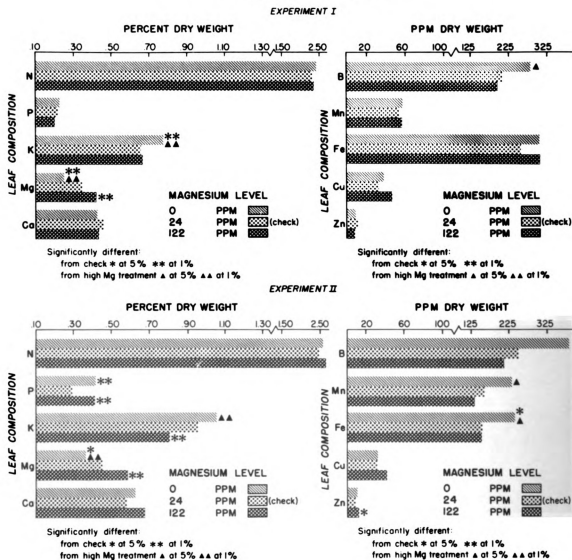 EXPERIMENT I
PERCENT DRY WEIGHT
.10 .30 .50 .70 .90 1.10 1.30 2.50
LEAF COMPOSITION
N
P
K ** ▲▲
Mg ** ▲▲ **
Ca
MAGNESIUM LEVEL
0 PPM
24 PPM (check)
122 PPM
Significantly different:
from check * at 5% ** at 1%
from high Mg treatment ▲ at 5% ▲▲ at 1%
PPM DRY WEIGHT
20 60 100 225 325
LEAF COMPOSITION
B ▲
Mn
Fe
Cu
Zn
MAGNESIUM LEVEL
0 PPM
24 PPM (check)
122 PPM
Significantly different:
from check * at 5% ** at 1%
from high Mg treatment ▲ at 5% ▲▲ at 1%
EXPERIMENT II
PERCENT DRY WEIGHT
.10 .30 .50 .70 .90 1.10 1.30 2.50
LEAF COMPOSITION
N
P ** **
K ▲▲ **
Mg * ▲▲ **
Ca
MAGNESIUM LEVEL
0 PPM
24 PPM (check)
122 PPM
Significantly different:
from check * at 5% ** at 1%
from high Mg treatment ▲ at 5% ▲▲ at 1%
PPM DRY WEIGHT
20 60 100 225 325
LEAF COMPOSITION
B
Mn ▲
Fe * ▲
Cu
Zn *
MAGNESIUM LEVEL
0 PPM
24 PPM (check)
122 PPM
Significantly different:
from check * at 5% ** at 1%
from high Mg treatment ▲ at 5% ▲▲ at 1%